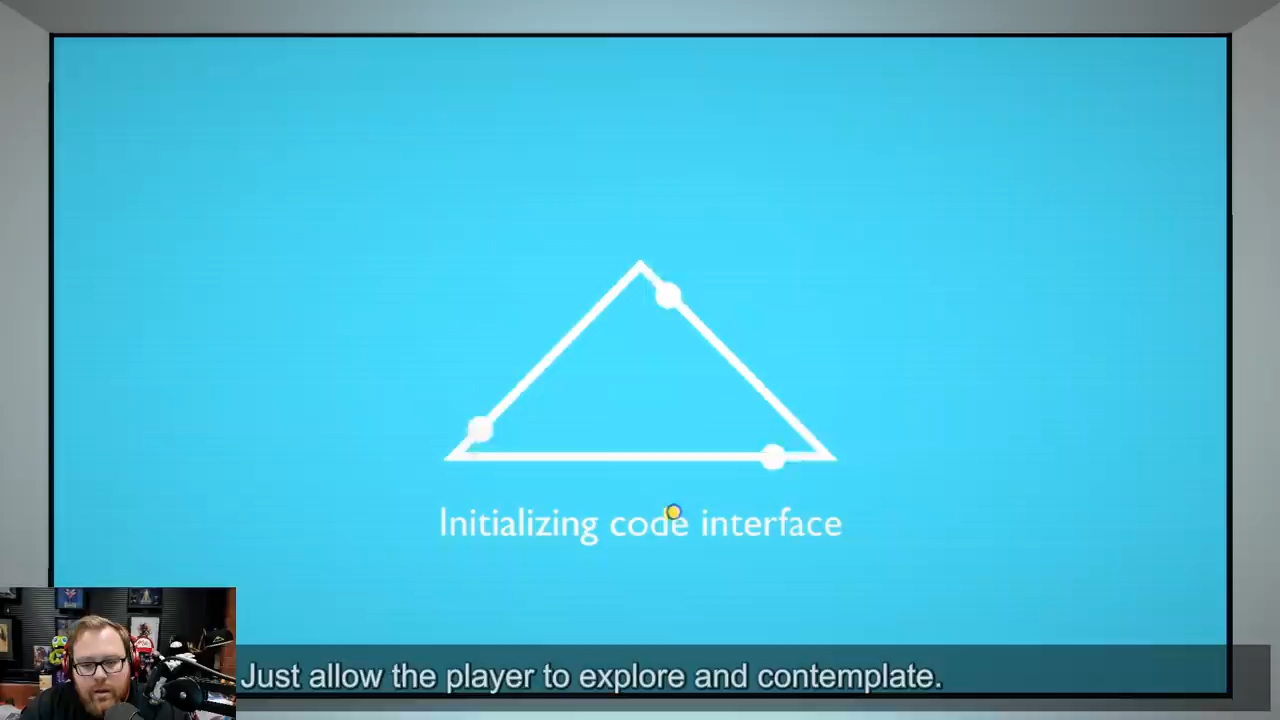 Initializing code interface
Just allow the player to explore and contemplate.